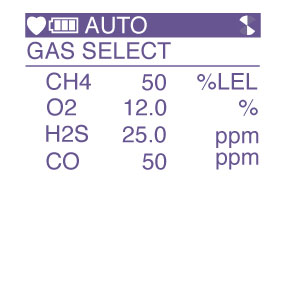 AUTO
GAS SELECT
CH4 50 %LEL
O2 12.0 %
H2S 25.0 ppm
CO 50 ppm